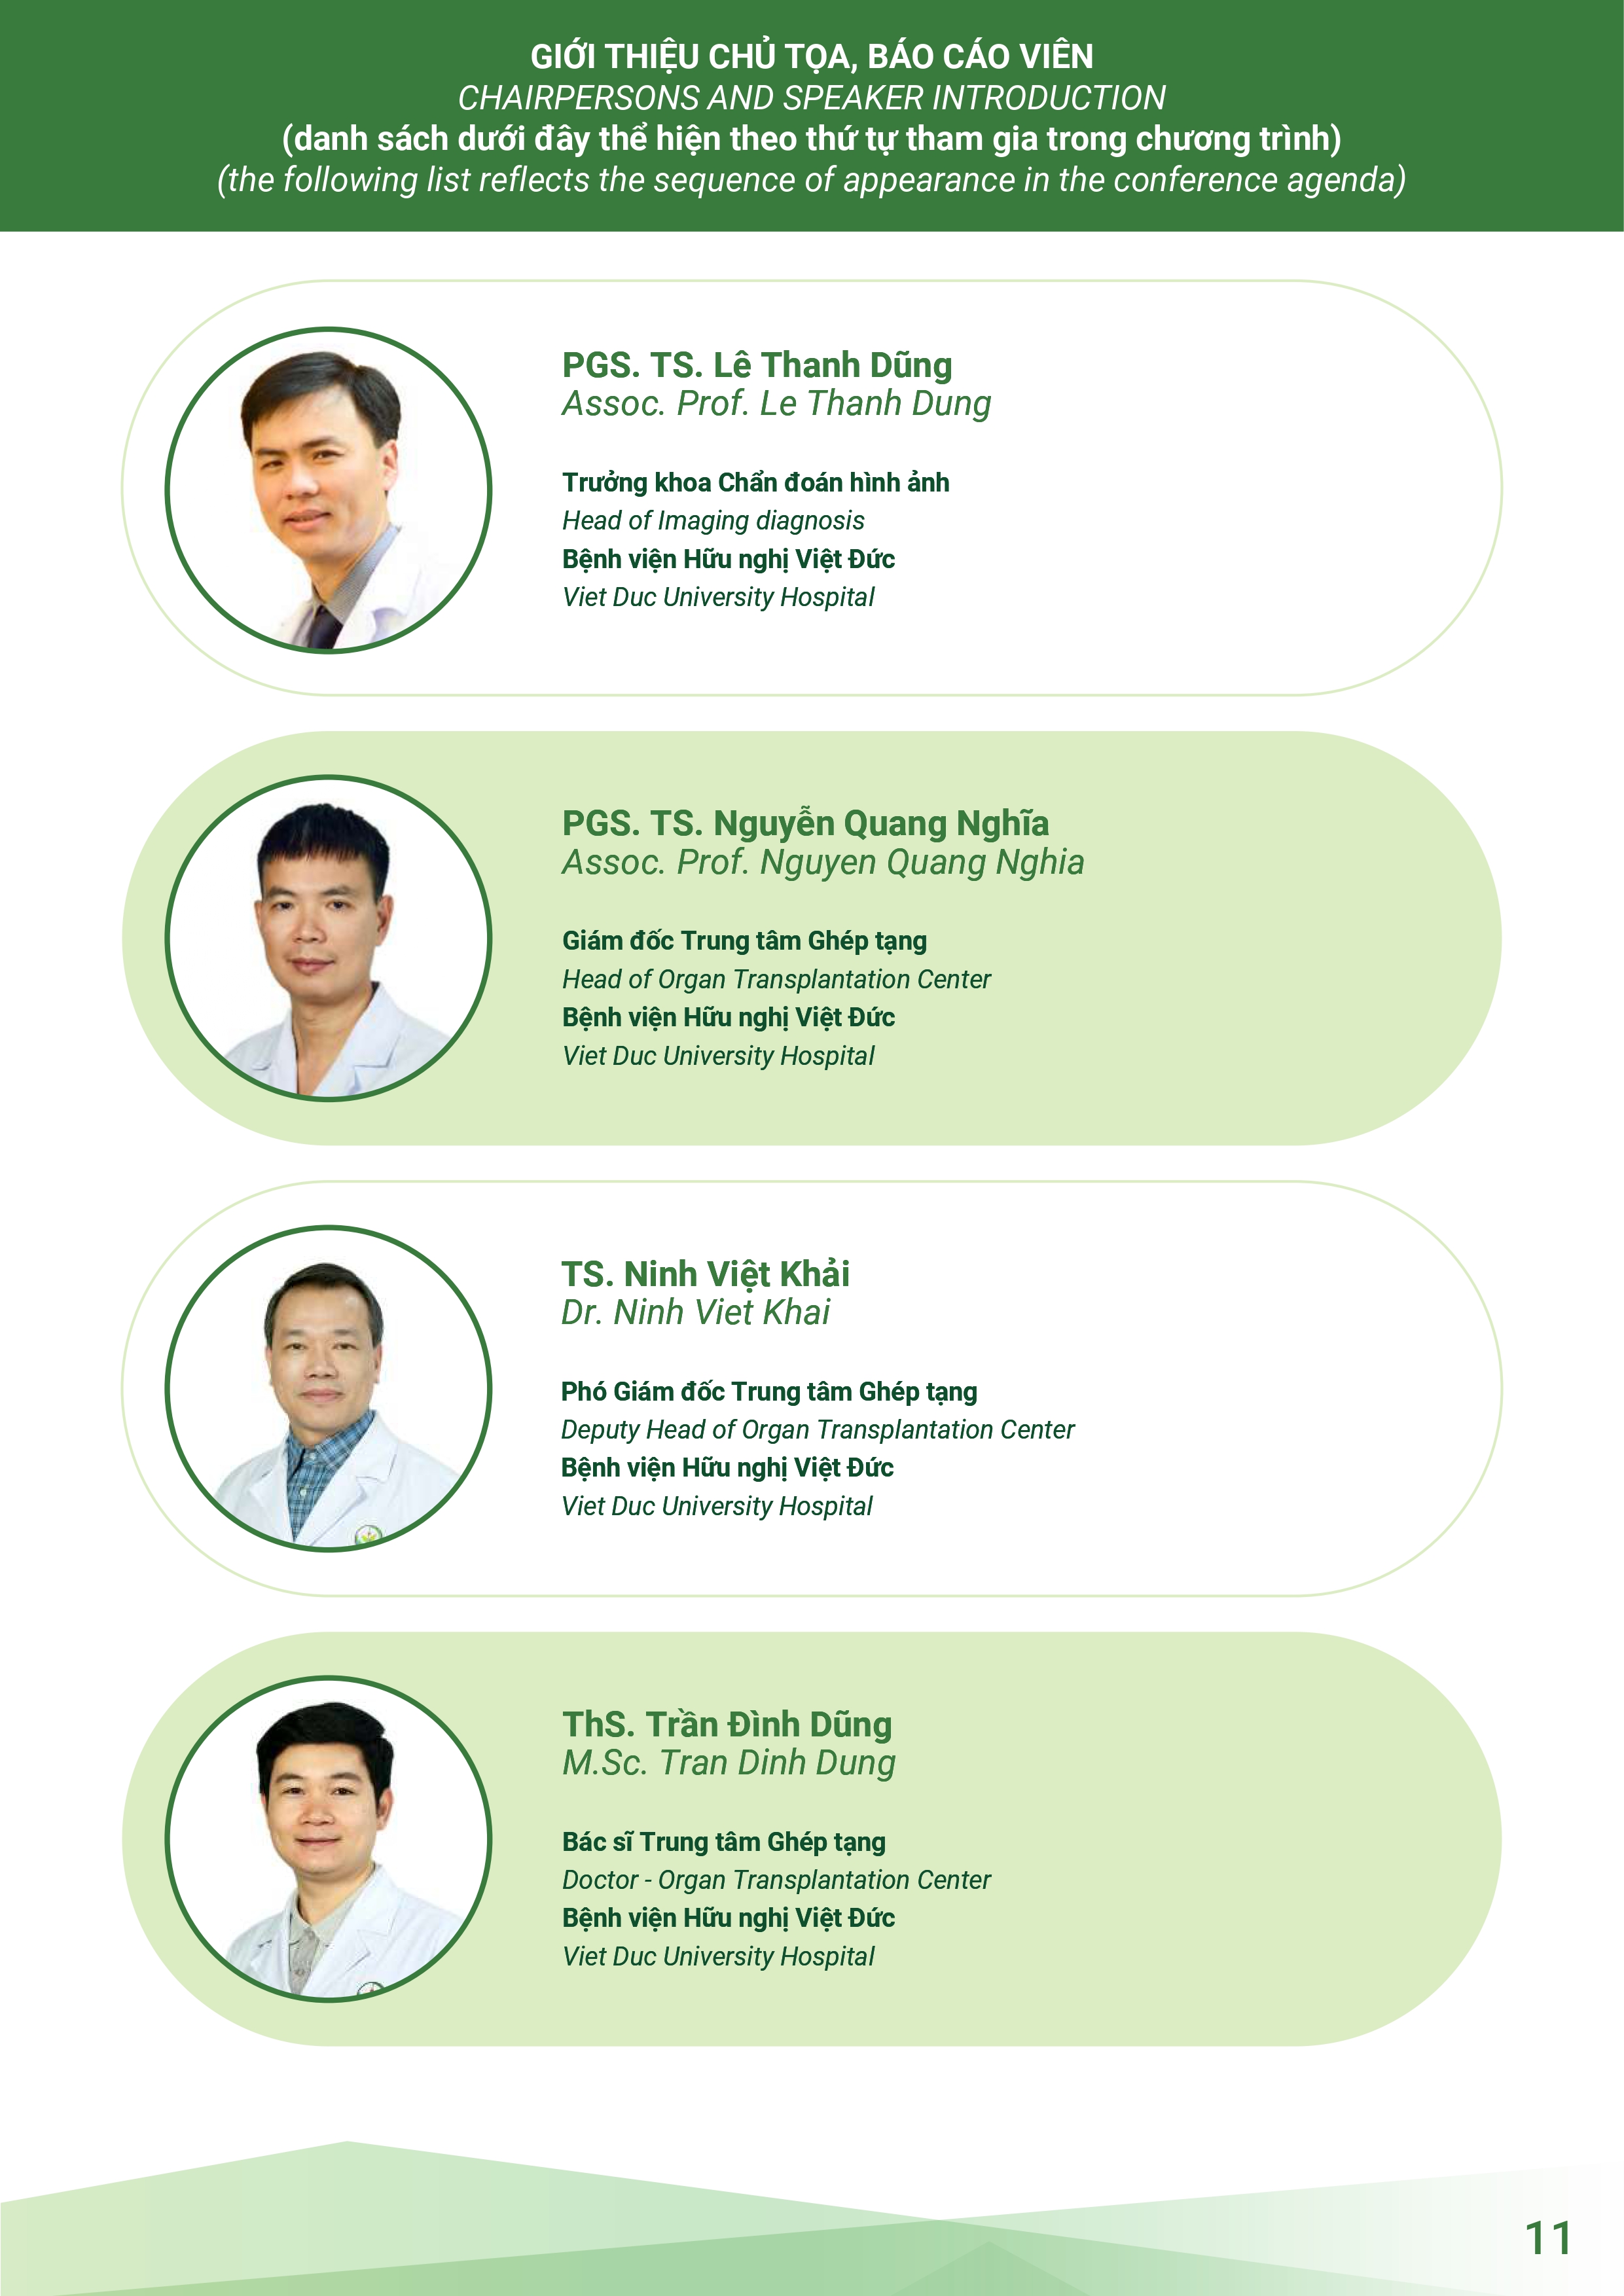 GIỚI THIỆU CHỦ TỌA, BÁO CÁO VIÊN
CHAIRPERSONS AND SPEAKER INTRODUCTION
(danh sách dưới đây thể hiện theo thứ tự tham gia trong chương trình)
(the following list reflects the sequence of appearance in the conference agenda)
PGS. TS. Lê Thanh Dũng
Assoc. Prof. Le Thanh Dung
Trưởng khoa Chẩn đoán hình ảnh
Head of Imaging diagnosis
Bệnh viện Hữu nghị Việt Đức
Viet Duc University Hospital
PGS. TS. Nguyễn Quang Nghĩa
Assoc. Prof. Nguyen Quang Nghia
Giám đốc Trung tâm Ghép tạng
Head of Organ Transplantation Center
Bệnh viện Hữu nghị Việt Đức
Viet Duc University Hospital
TS. Ninh Việt Khải
Dr. Ninh Viet Khai
Phó Giám đốc Trung tâm Ghép tạng
Deputy Head of Organ Transplantation Center
Bệnh viện Hữu nghị Việt Đức
Viet Duc University Hospital
ThS. Trần Đình Dũng
M.Sc. Tran Dinh Dung
Bác sĩ Trung tâm Ghép tạng
Doctor - Organ Transplantation Center
Bệnh viện Hữu nghị Việt Đức
Viet Duc University Hospital
11